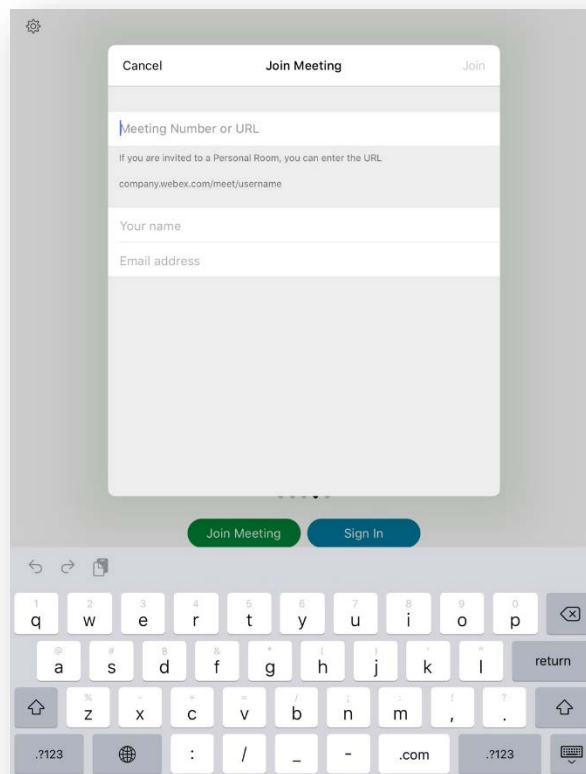 Cancel Join Meeting Join
Meeting Number or URL
If you are invited to a Personal Room, you can enter the URL
company.webex.com/meet/username
Your name
Email address
Join Meeting Sign In
1 2 3 4 5 6 7 8 9 0
q w e r t y u i o p
a s d f g h j k l return
z x c v b n m , .
.?123 : / _ - .com .?123